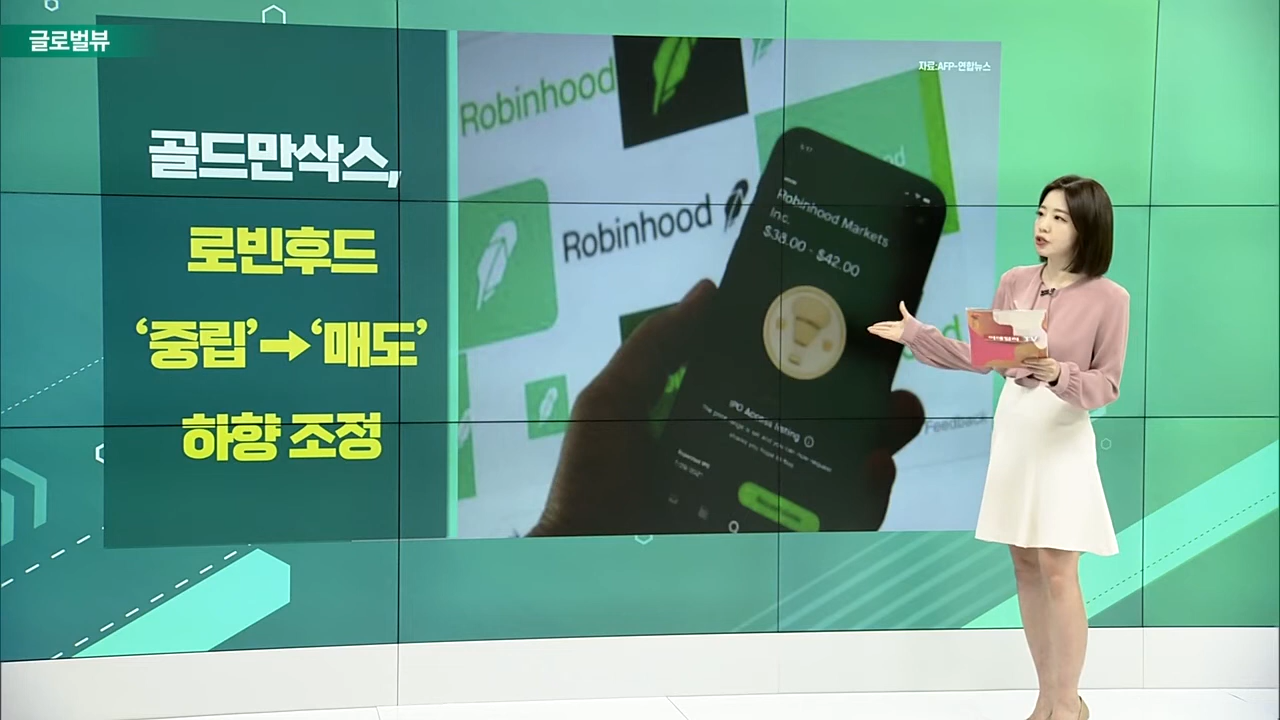 글로벌뷰
자료:AFP-연합뉴스
골드만삭스,
로빈후드
‘중립’→‘매도’
하향 조정
Robinhood
Robinhood
Robinhood Markets
Inc.
$38.00 - $42.00
IPO Access listing
Feedback